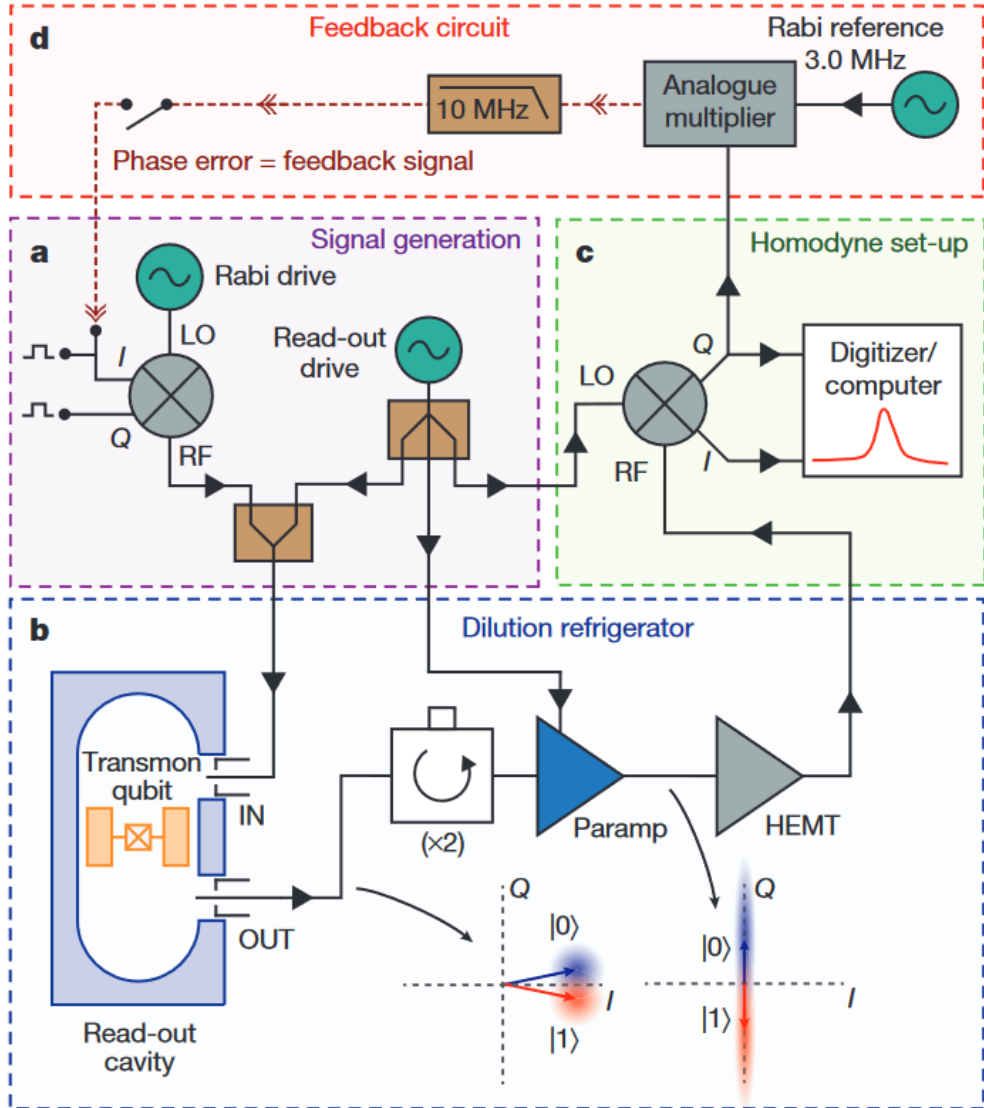 d
Feedback circuit
Rabi reference
3.0 MHz
10 MHz
Analogue
multiplier
Phase error = feedback signal
a
Signal generation
Rabi drive
LO
I
Q
RF
Read-out
drive
c
Homodyne set-up
LO
Q
I
RF
Digitizer/
computer
b
Dilution refrigerator
Transmon
qubit
IN
OUT
Read-out
cavity
(×2)
Paramp
HEMT
Q
|0⟩
I
|1⟩
Q
|0⟩
I
|1⟩